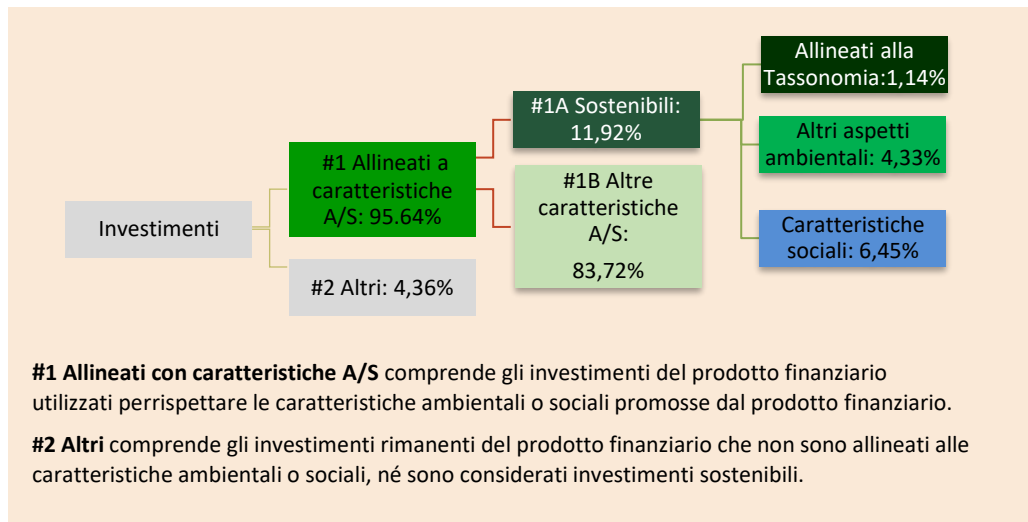 Investimenti
#1 Allineati a
caratteristiche
A/S: 95.64%
#2 Altri: 4,36%
#1A Sostenibili:
11,92%
#1B Altre
caratteristiche
A/S:
83,72%
Allineati alla
Tassonomia:1,14%
Altri aspetti
ambientali: 4,33%
Caratteristiche
sociali: 6,45%
#1 Allineati con caratteristiche A/S comprende gli investimenti del prodotto finanziario
utilizzati perrispettare le caratteristiche ambientali o sociali promosse dal prodotto finanziario.
#2 Altri comprende gli investimenti rimanenti del prodotto finanziario che non sono allineati alle
caratteristiche ambientali o sociali, né sono considerati investimenti sostenibili.